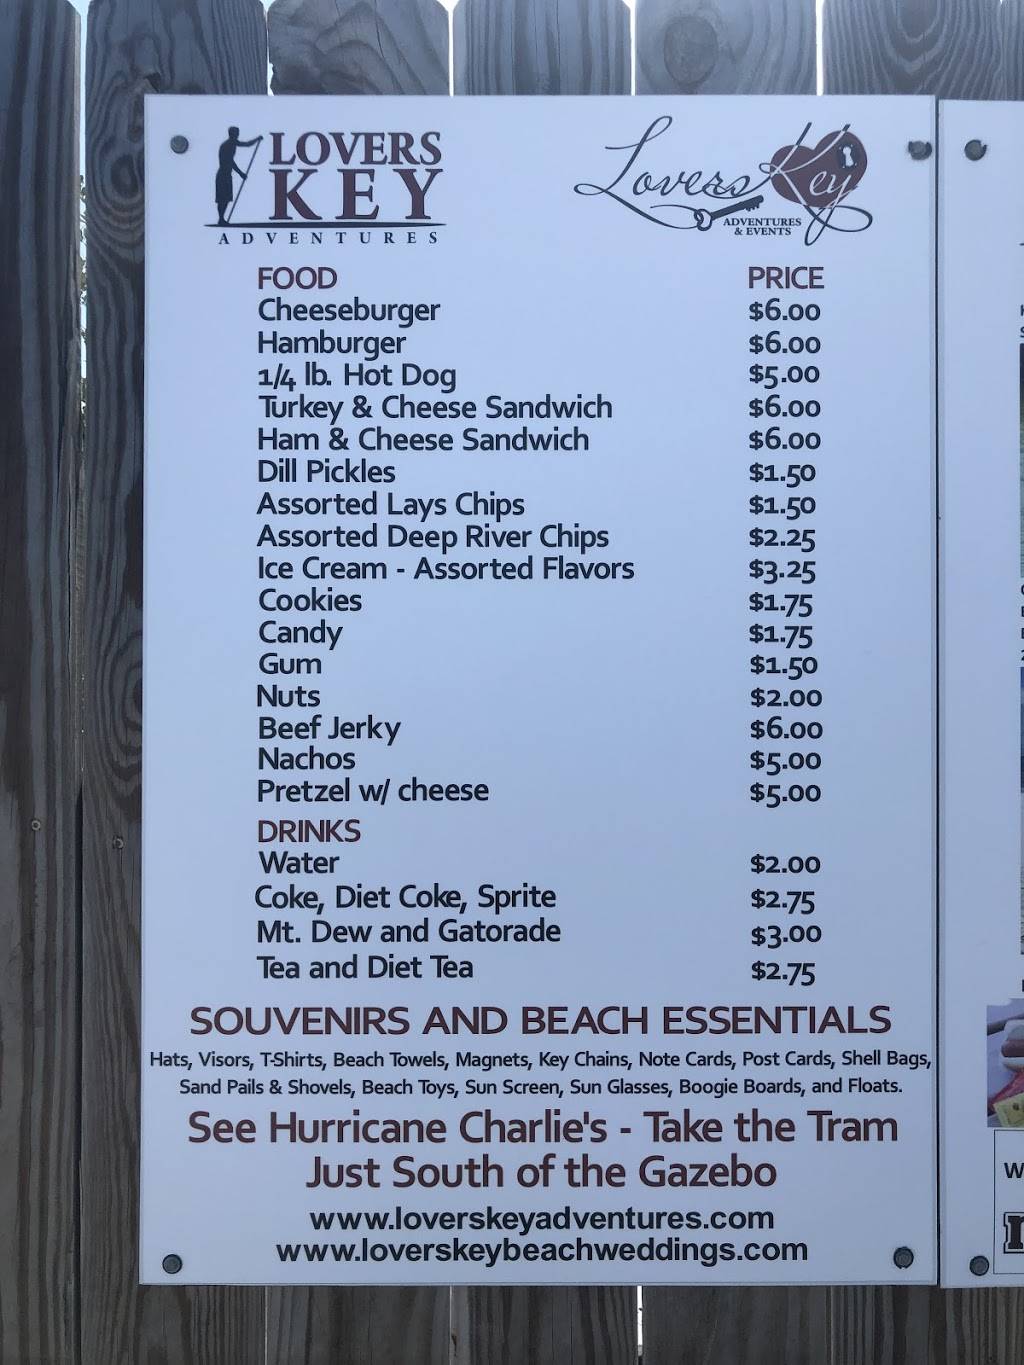 LOVERS
KEY
ADVENTURES
Lovers Key
ADVENTURES
& EVENTS
FOOD PRICE
Cheeseburger $6.00
Hamburger $6.00
1/4 lb. Hot Dog $5.00
Turkey & Cheese Sandwich $6.00
Ham & Cheese Sandwich $6.00
Dill Pickles $1.50
Assorted Lays Chips $1.50
Assorted Deep River Chips $2.25
Ice Cream - Assorted Flavors $3.25
Cookies $1.75
Candy $1.75
Gum $1.50
Nuts $2.00
Beef Jerky $6.00
Nachos $5.00
Pretzel w/ cheese $5.00
DRINKS
Water $2.00
Coke, Diet Coke, Sprite $2.75
Mt. Dew and Gatorade $3.00
Tea and Diet Tea $2.75
SOUVENIRS AND BEACH ESSENTIALS
Hats, Visors, T-Shirts, Beach Towels, Magnets, Key Chains, Note Cards, Post Cards, Shell Bags,
Sand Pails & Shovels, Beach Toys, Sun Screen, Sun Glasses, Boogie Boards, and Floats.
See Hurricane Charlie's - Take the Tram
Just South of the Gazebo
www.loverskeyadventures.com
www.loverskeybeachweddings.com